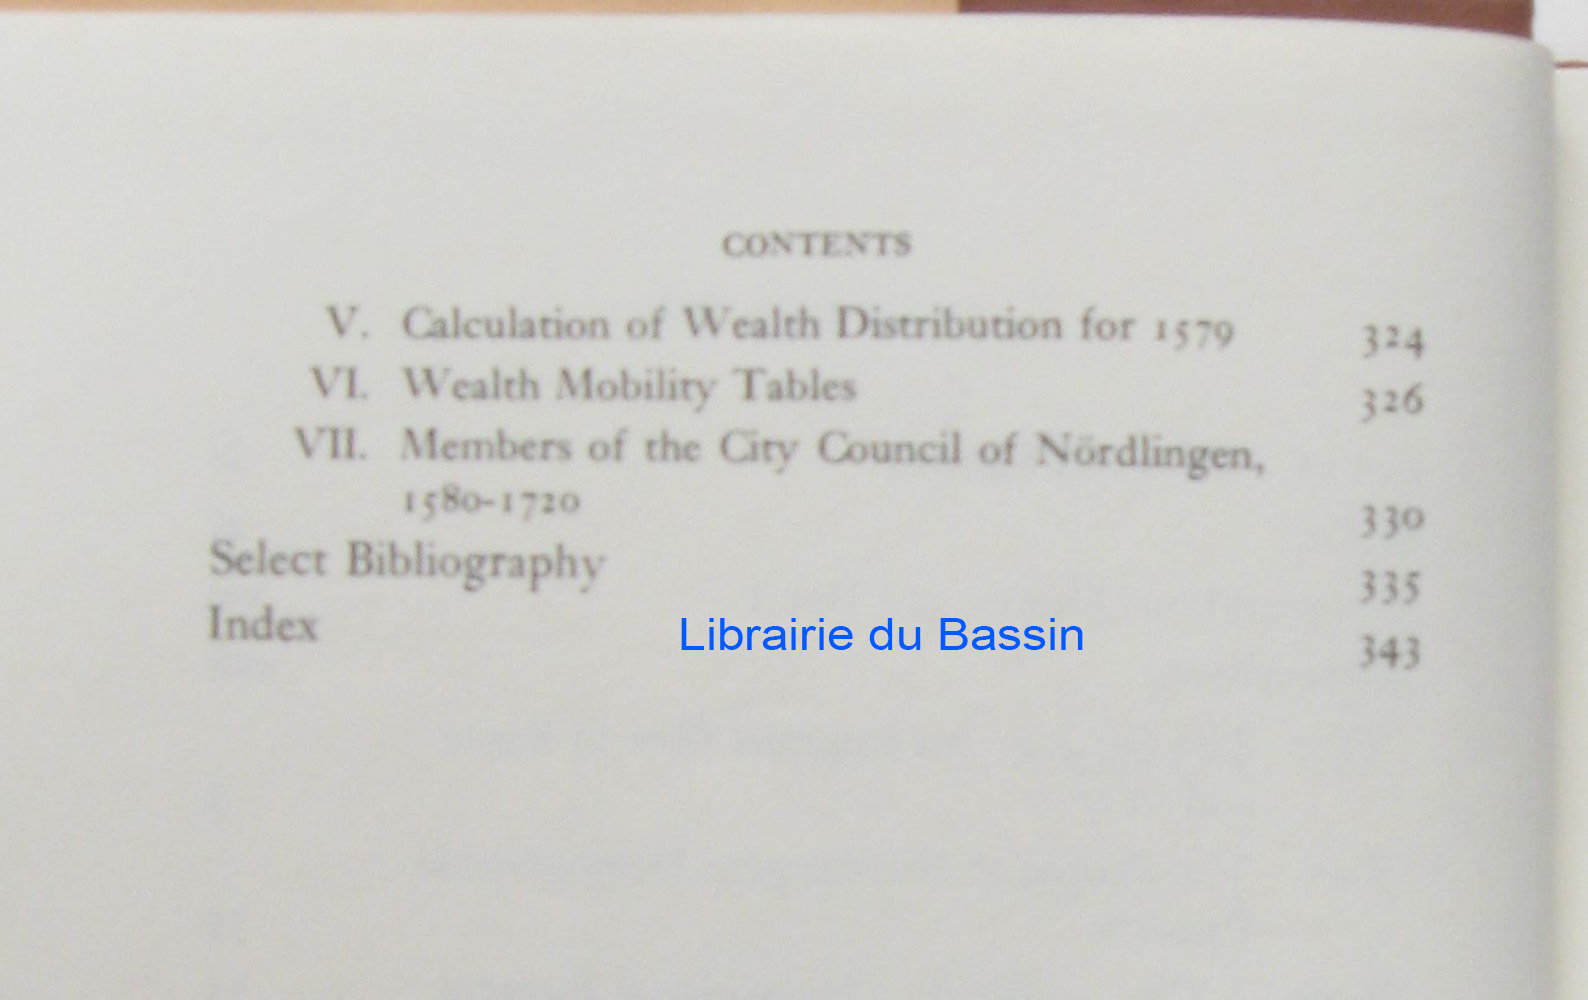 CONTENTS
V. Calculation of Wealth Distribution for 1579 324
VI. Wealth Mobility Tables 326
VII. Members of the City Council of Nördlingen,
1580-1720 330
Select Bibliography 335
Index 343
Librairie du Bassin